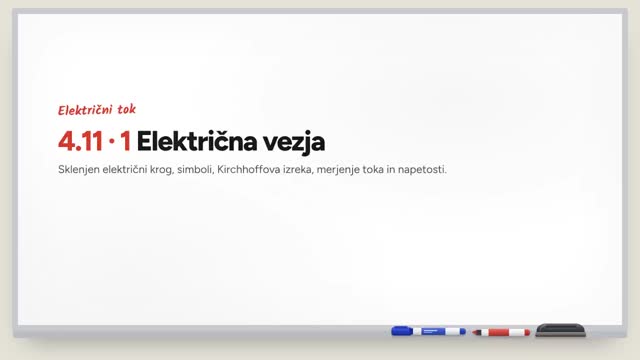 Električni tok
4.11 · 1 Električna vezja
Sklenjen električni krog, simboli, Kirchhoffova izreka, merjenje toka in napetosti.